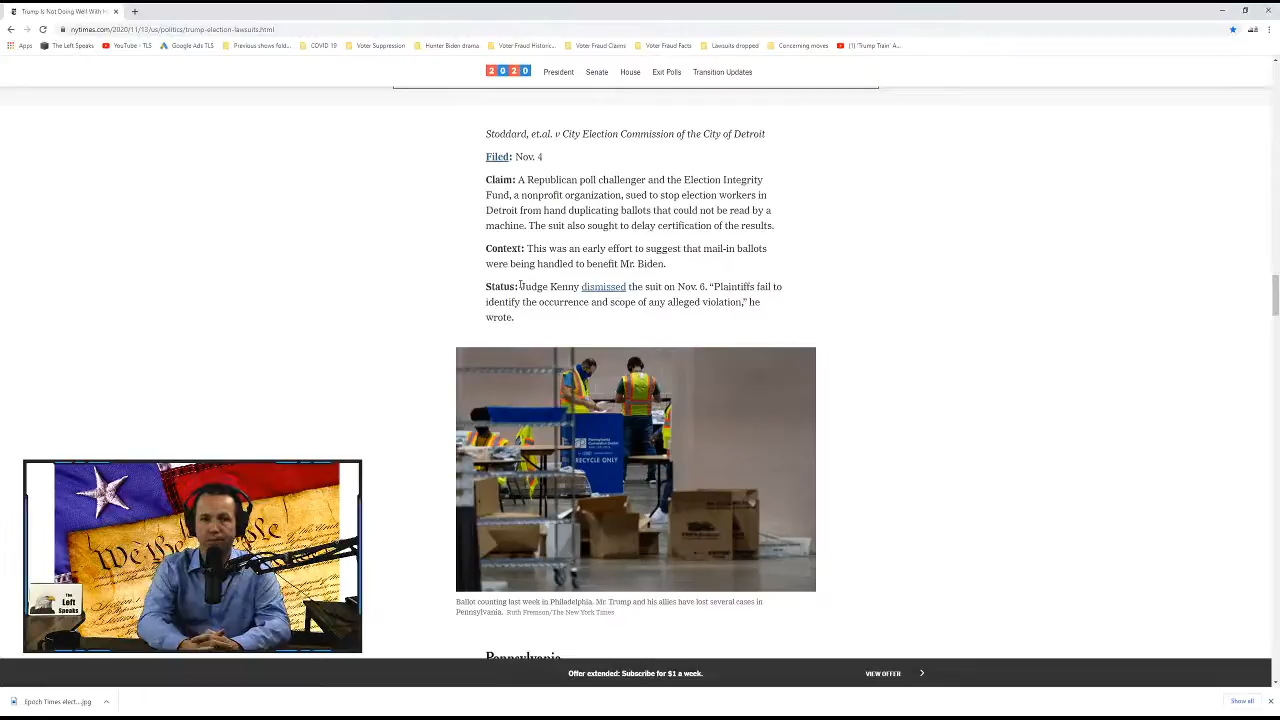 Trump Is Not Doing Well With H
nytimes.com/2020/11/13/us/politics/trump-election-lawsuits.html
Apps The Left Speaks YouTube - TLS Google Ads TLS Previous shows fold... COVID 19 Voter Suppression Hunter Biden drama Voter Fraud Historic... Voter Fraud Claims Voter Fraud Facts Lawsuits dropped Concerning moves (1) 'Trump Train' A...
2020 President Senate House Exit Polls Transition Updates
Stoddard, et.al. v City Election Commission of the City of Detroit
Filed: Nov. 4
Claim: A Republican poll challenger and the Election Integrity
Fund, a nonprofit organization, sued to stop election workers in
Detroit from hand duplicating ballots that could not be read by a
machine. The suit also sought to delay certification of the results.
Context: This was an early effort to suggest that mail-in ballots
were being handled to benefit Mr. Biden.
Status: Judge Kenny dismissed the suit on Nov. 6. “Plaintiffs fail to
identify the occurrence and scope of any alleged violation,” he
wrote.
RECYCLE ONLY
We the People
The
Left
Speaks
Ballot counting last week in Philadelphia. Mr. Trump and his allies have lost several cases in
Pennsylvania. Ruth Fremson/The New York Times
Pennsylvania
Offer extended: Subscribe for $1 a week. VIEW OFFER
Epoch Times elect....jpg
Show all